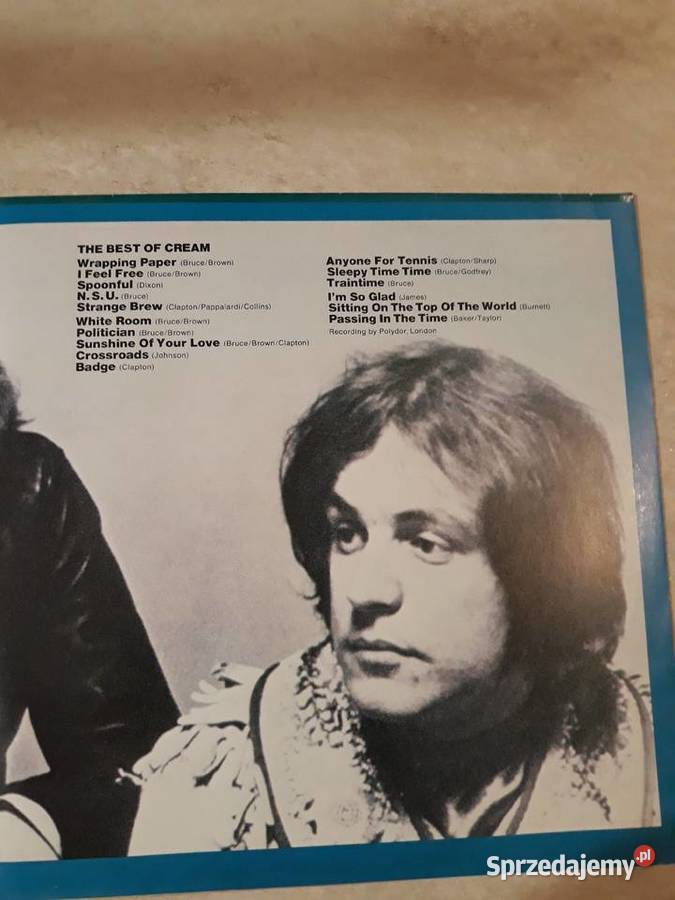 THE BEST OF CREAM
Wrapping Paper (Bruce/Brown)
I Feel Free (Bruce/Brown)
Spoonful (Dixon)
N.S.U. (Bruce)
Strange Brew (Clapton/Pappalardi/Collins)
White Room (Bruce/Brown)
Politician (Bruce/Brown)
Sunshine Of Your Love (Bruce/Brown/Clapton)
Crossroads (Johnson)
Badge (Clapton)
Anyone For Tennis (Clapton/Sharp)
Sleepy Time Time (Bruce/Godfrey)
Traintime (Bruce)
I'm So Glad (James)
Sitting On The Top Of The World (Burnett)
Passing In The Time (Baker/Taylor)
Recording by Polydor, London
Sprzedajemy.pl